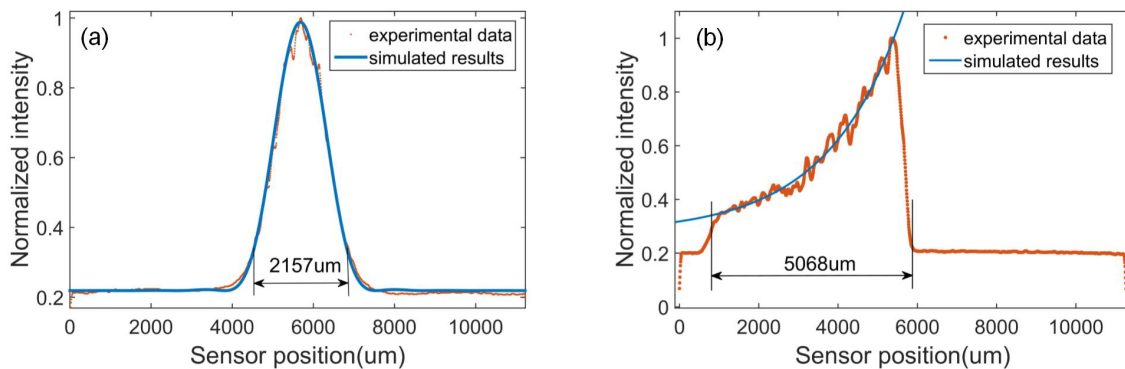 (a)
experimental data
simulated results
Normalized intensity
1
0.8
0.6
0.4
0.2
2157um
0 2000 4000 6000 8000 10000
Sensor position(um)
(b)
experimental data
simulated results
Normalized intensity
1
0.8
0.6
0.4
0.2
0
5068um
0 2000 4000 6000 8000 10000
Sensor position(um)